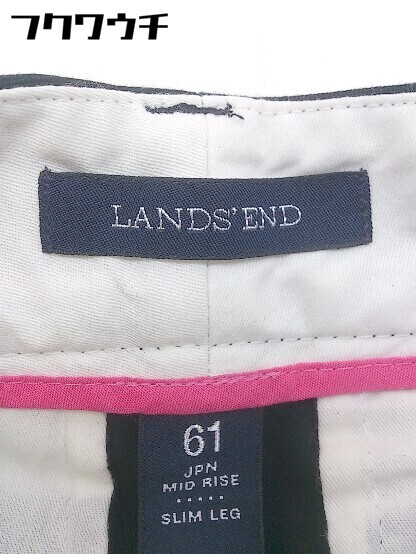 フクワウチ
LANDS' END
61
JPN
MID RISE
SLIM LEG